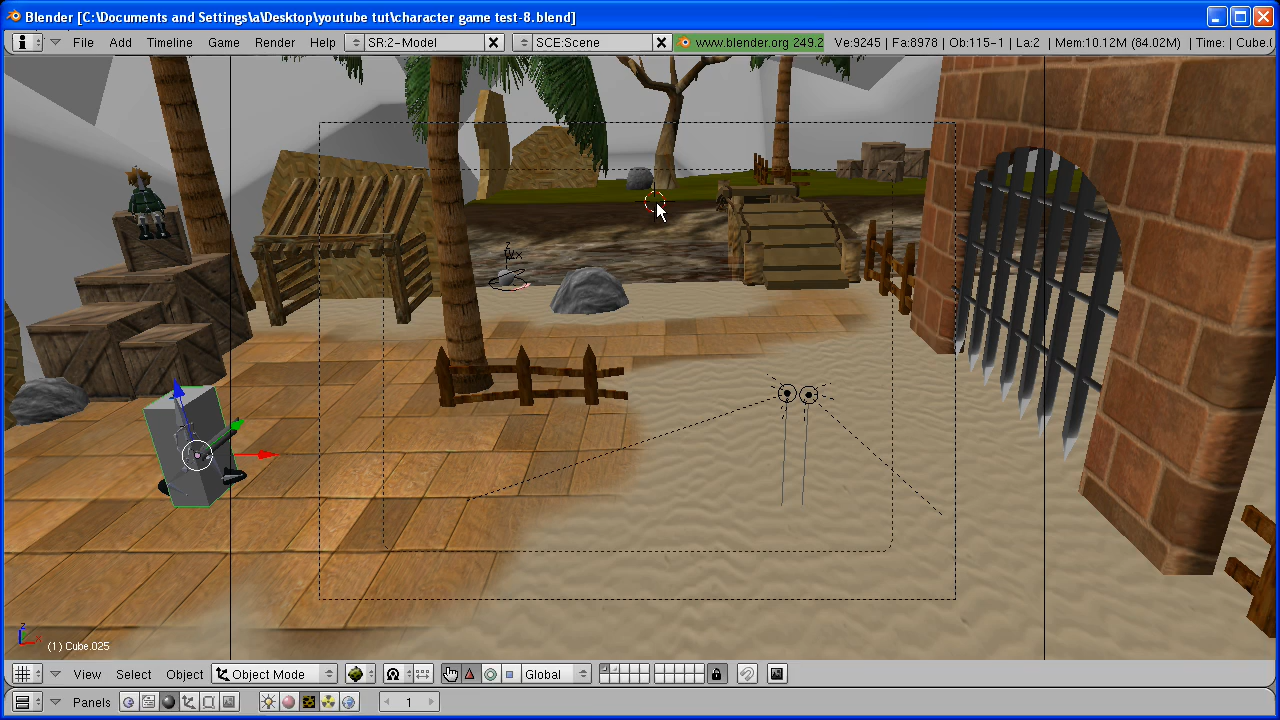 Blender [C:\Documents and Settings\a\Desktop\youtube tut\character game test-8.blend]
File Add Timeline Game Render Help SR:2-Model SCE:Scene www.blender.org 249.2 Ve:9245 | Fa:8978 | Ob:115-1 | La:2 | Mem:10.12M (84.02M) | Time: | Cube.(
z
x
z
x
(1) Cube.025
View Select Object Object Mode Global
Panels 1